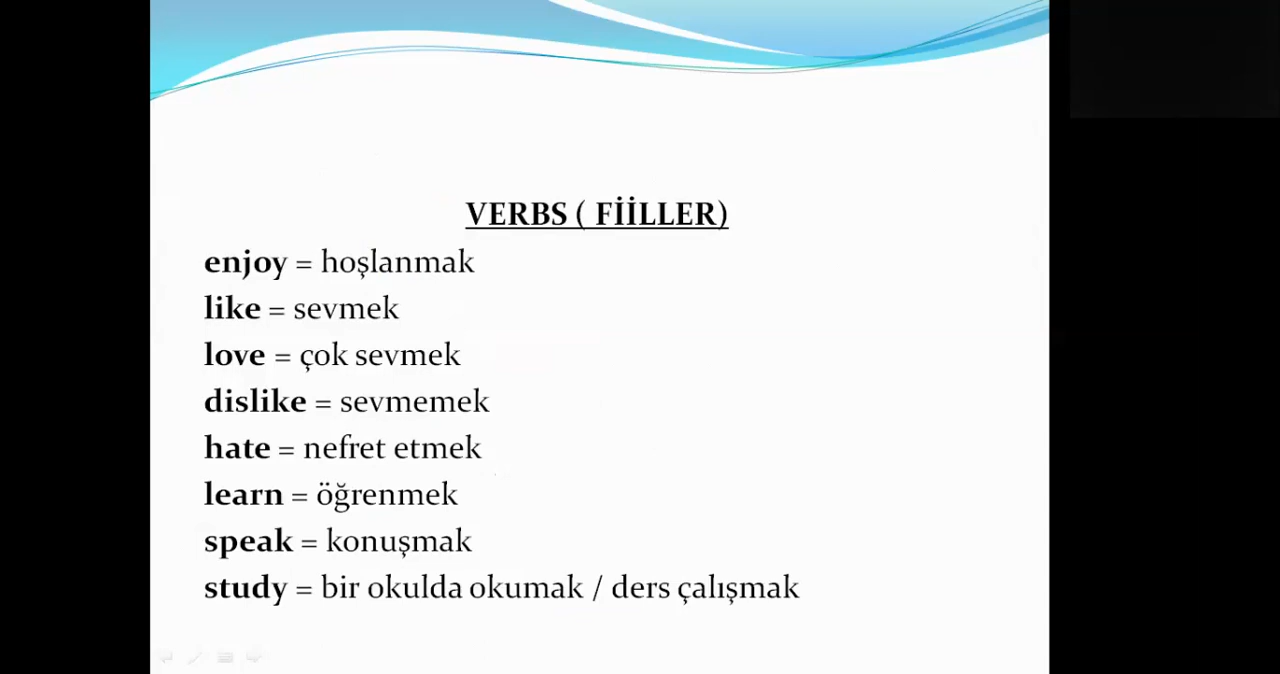 VERBS ( FİİLLER)
enjoy = hoşlanmak
like = sevmek
love = çok sevmek
dislike = sevmemek
hate = nefret etmek
learn = öğrenmek
speak = konuşmak
study = bir okulda okumak / ders çalışmak